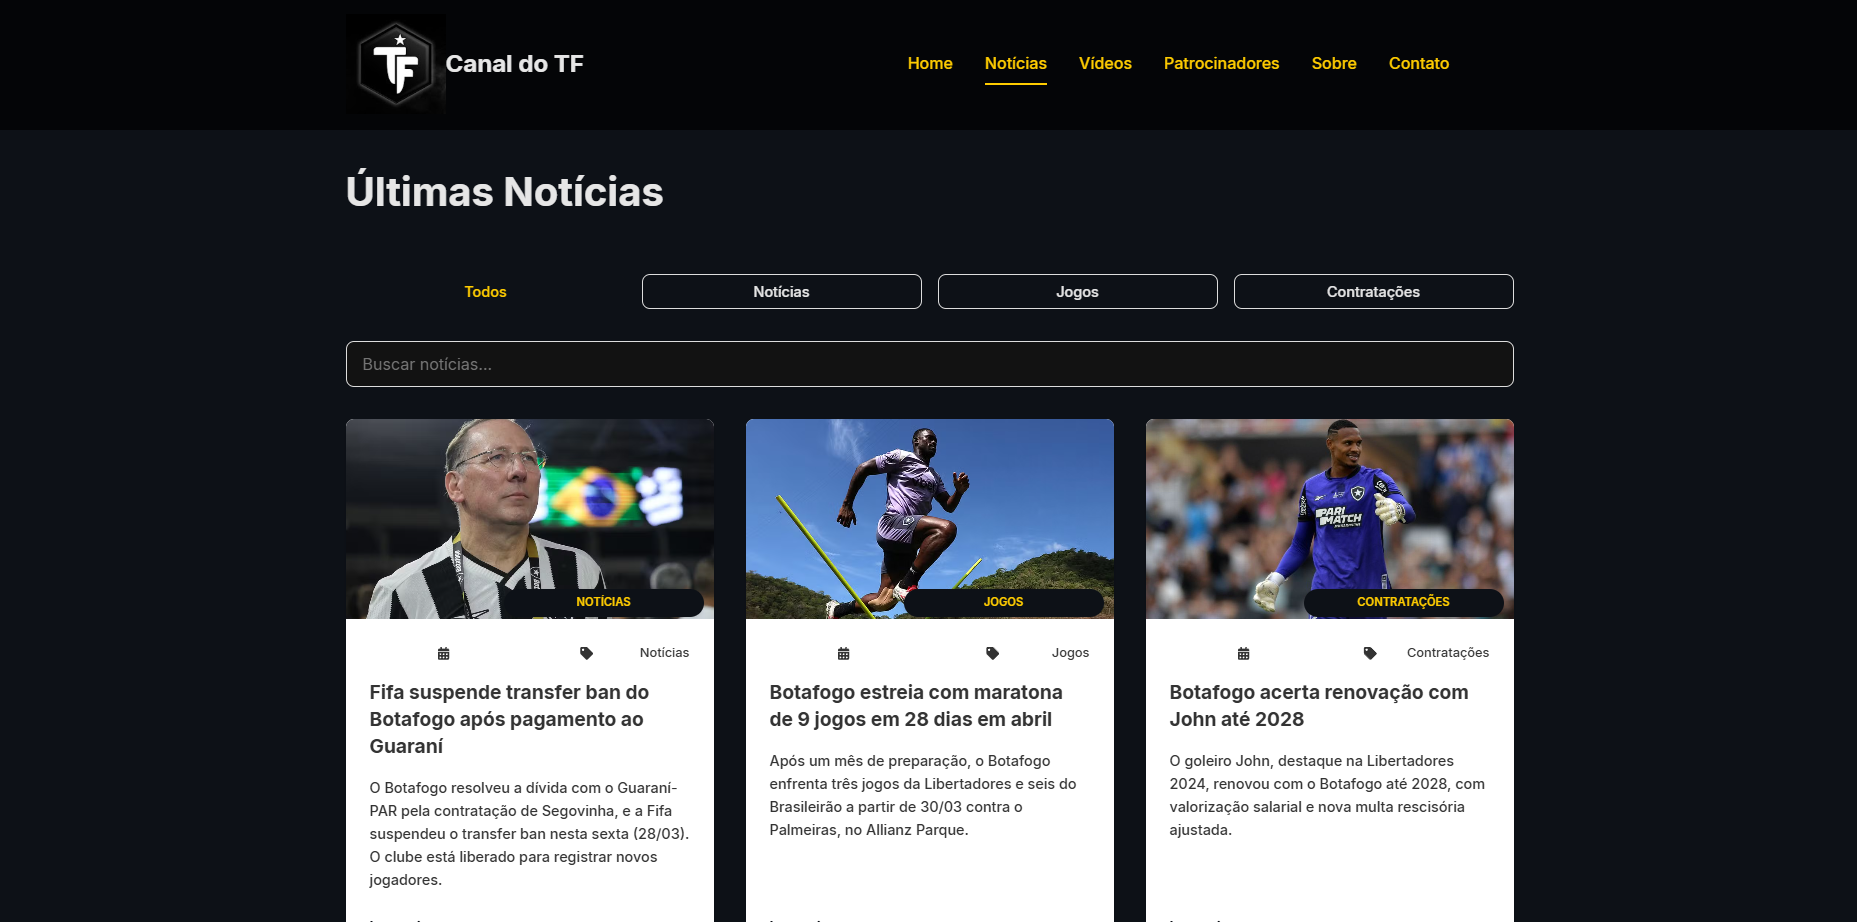 TF Canal do TF
Home Notícias Vídeos Patrocinadores Sobre Contato
Últimas Notícias
Todos Notícias Jogos Contratações
Buscar notícias...
NOTÍCIAS
Notícias
Fifa suspende transfer ban do
Botafogo após pagamento ao
Guaraní
O Botafogo resolveu a dívida com o Guaraní-
PAR pela contratação de Segovinha, e a Fifa
suspendeu o transfer ban nesta sexta (28/03).
O clube está liberado para registrar novos
jogadores.
JOGOS
Jogos
Botafogo estreia com maratona
de 9 jogos em 28 dias em abril
Após um mês de preparação, o Botafogo
enfrenta três jogos da Libertadores e seis do
Brasileirão a partir de 30/03 contra o
Palmeiras, no Allianz Parque.
PARI
MATCH
CONTRATAÇÕES
Contratações
Botafogo acerta renovação com
John até 2028
O goleiro John, destaque na Libertadores
2024, renovou com o Botafogo até 2028, com
valorização salarial e nova multa rescisória
ajustada.